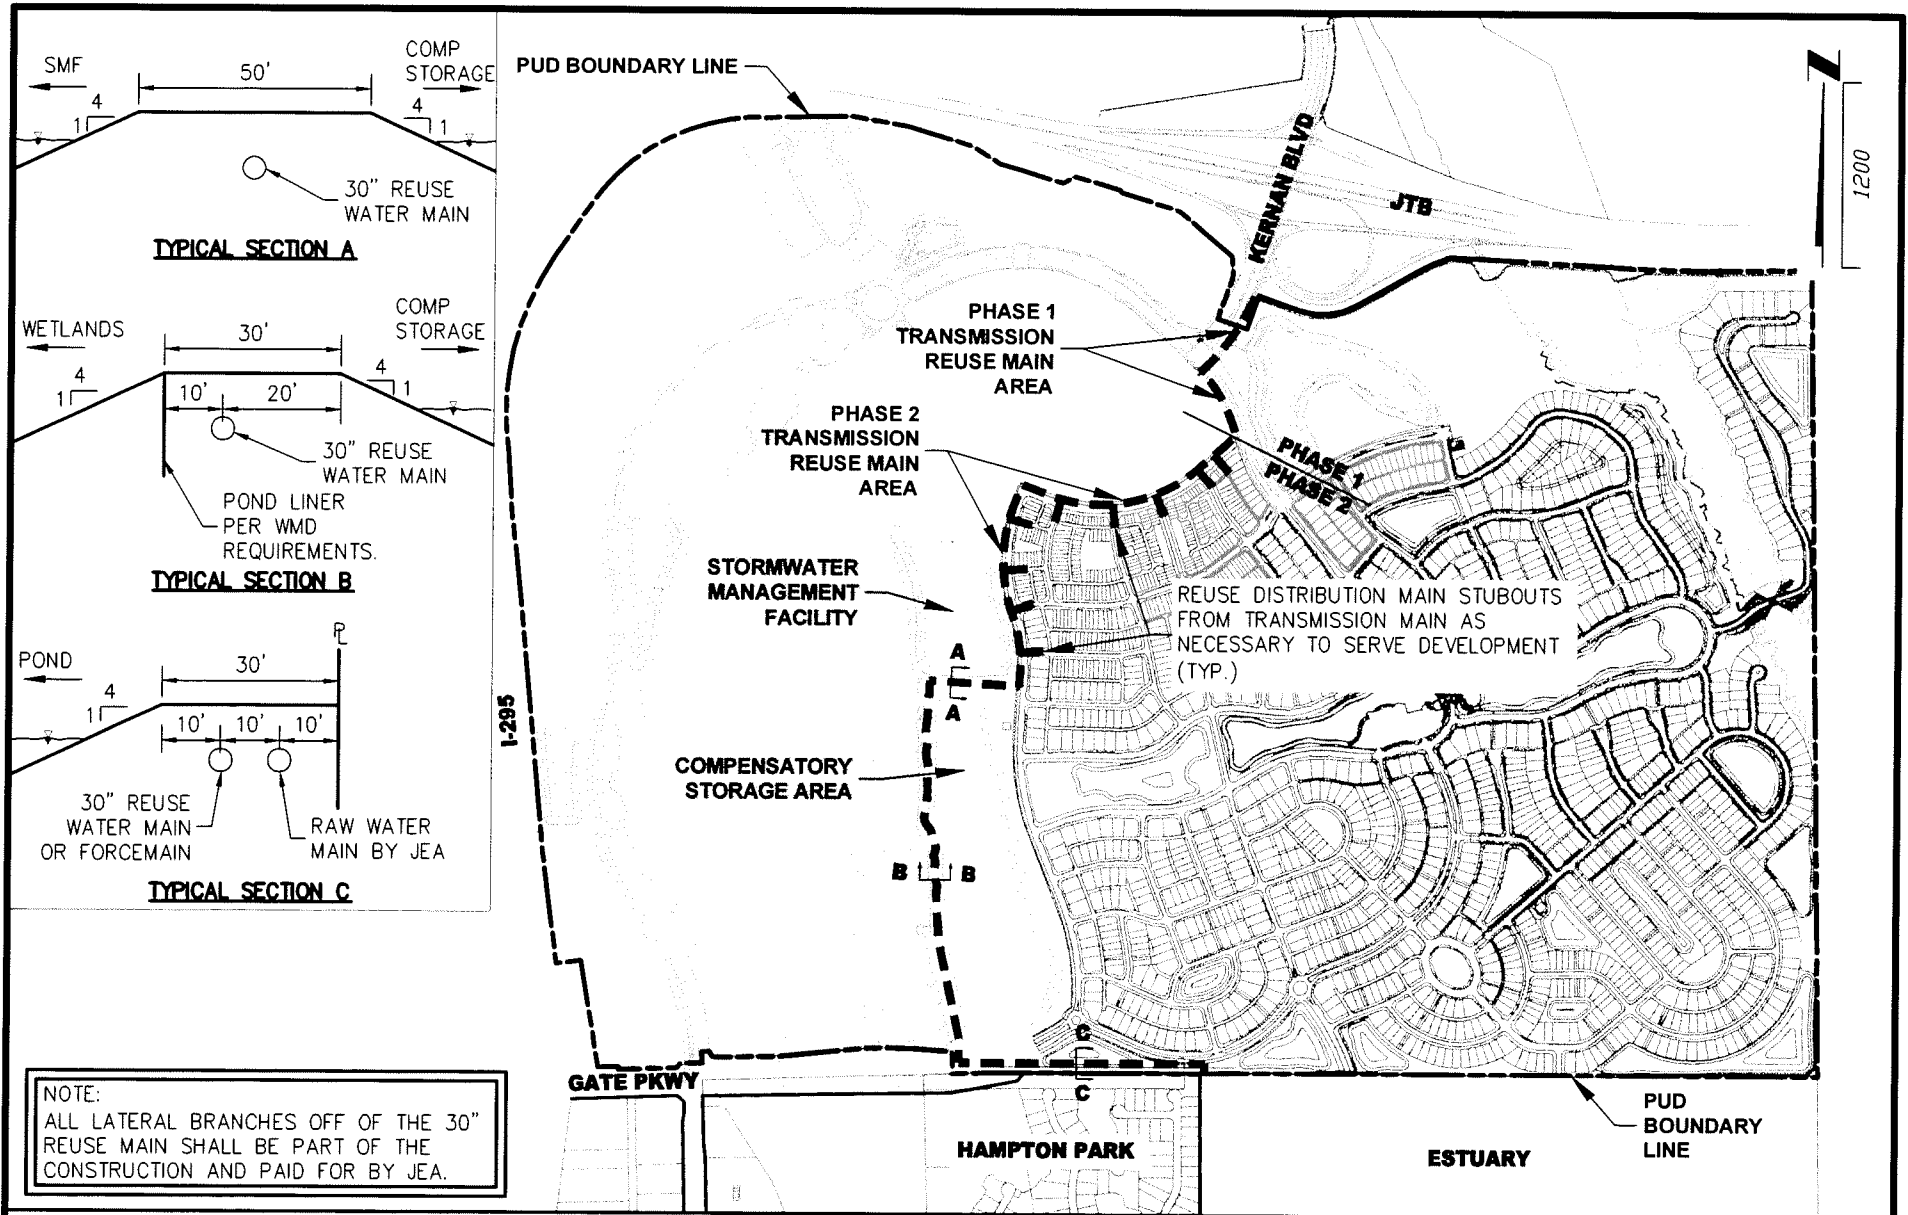 SMF
50'
COMP
STORAGE
4
1
4
1
30" REUSE
WATER MAIN
TYPICAL SECTION A
WETLANDS
30'
COMP
STORAGE
4
1
4
1
10'
20'
30" REUSE
WATER MAIN
POND LINER
PER WMD
REQUIREMENTS.
TYPICAL SECTION B
POND
30'
4
1
10'
10'
10'
30" REUSE
WATER MAIN
OR FORCEMAIN
RAW WATER
MAIN BY JEA
TYPICAL SECTION C
NOTE:
ALL LATERAL BRANCHES OFF OF THE 30"
REUSE MAIN SHALL BE PART OF THE
CONSTRUCTION AND PAID FOR BY JEA.
PUD BOUNDARY LINE
KERNAN BLVD
JTB
1200
PHASE 1
TRANSMISSION
REUSE MAIN
AREA
PHASE 2
TRANSMISSION
REUSE MAIN
AREA
PHASE 1
PHASE 2
STORMWATER
MANAGEMENT
FACILITY
REUSE DISTRIBUTION MAIN STUBOUTS
FROM TRANSMISSION MAIN AS
NECESSARY TO SERVE DEVELOPMENT
(TYP.)
A
A
I-295
COMPENSATORY
STORAGE AREA
B
B
C
C
GATE PKWY
HAMPTON PARK
ESTUARY
PUD
BOUNDARY
LINE